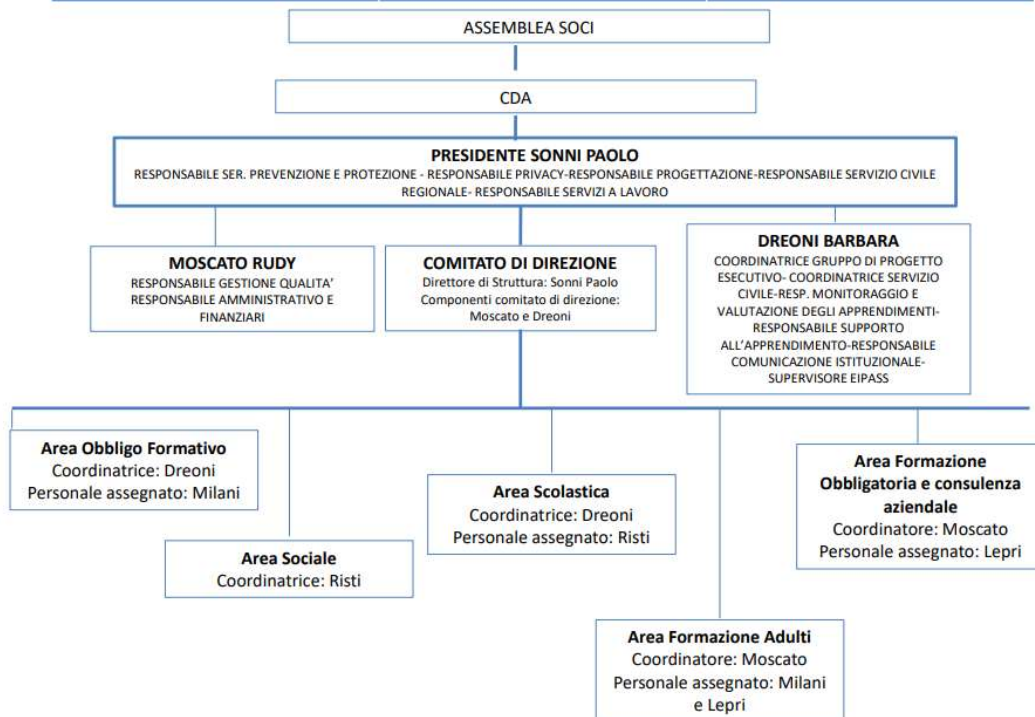 ASSEMBLEA SOCI
CDA
PRESIDENTE SONNI PAOLO
RESPONSABILE SER. PREVENZIONE E PROTEZIONE - RESPONSABILE PRIVACY-RESPONSABILE PROGETTAZIONE-RESPONSABILE SERVIZIO CIVILE
REGIONALE- RESPONSABILE SERVIZI A LAVORO
MOSCATO RUDY
RESPONSABILE GESTIONE QUALITA'
RESPONSABILE AMMINISTRATIVO E
FINANZIARI
COMITATO DI DIREZIONE
Direttore di Struttura: Sonni Paolo
Componenti comitato di direzione:
Moscato e Dreoni
DREONI BARBARA
COORDINATRICE GRUPPO DI PROGETTO
ESECUTIVO- COORDINATRICE SERVIZIO
CIVILE-RESP. MONITORAGGIO E
VALUTAZIONE DEGLI APPRENDIMENTI-
RESPONSABILE SUPPORTO
ALL'APPRENDIMENTO-RESPONSABILE
COMUNICAZIONE ISTITUZIONALE-
SUPERVISORE EIPASS
Area Obbligo Formativo
Coordinatrice: Dreoni
Personale assegnato: Milani
Area Sociale
Coordinatrice: Risti
Area Scolastica
Coordinatrice: Dreoni
Personale assegnato: Risti
Area Formazione Adulti
Coordinatore: Moscato
Personale assegnato: Milani
e Lepri
Area Formazione
Obbligatoria e consulenza
aziendale
Coordinatore: Moscato
Personale assegnato: Lepri